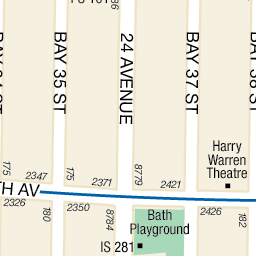 BAY 35 ST
24 AVENUE
BAY 37 ST
8786
175
2347
175
2371
8779
2421
Harry
Warren
Theatre
TH AV
2326
180
2350
8784
2426
182
Bath
Playground
IS 281